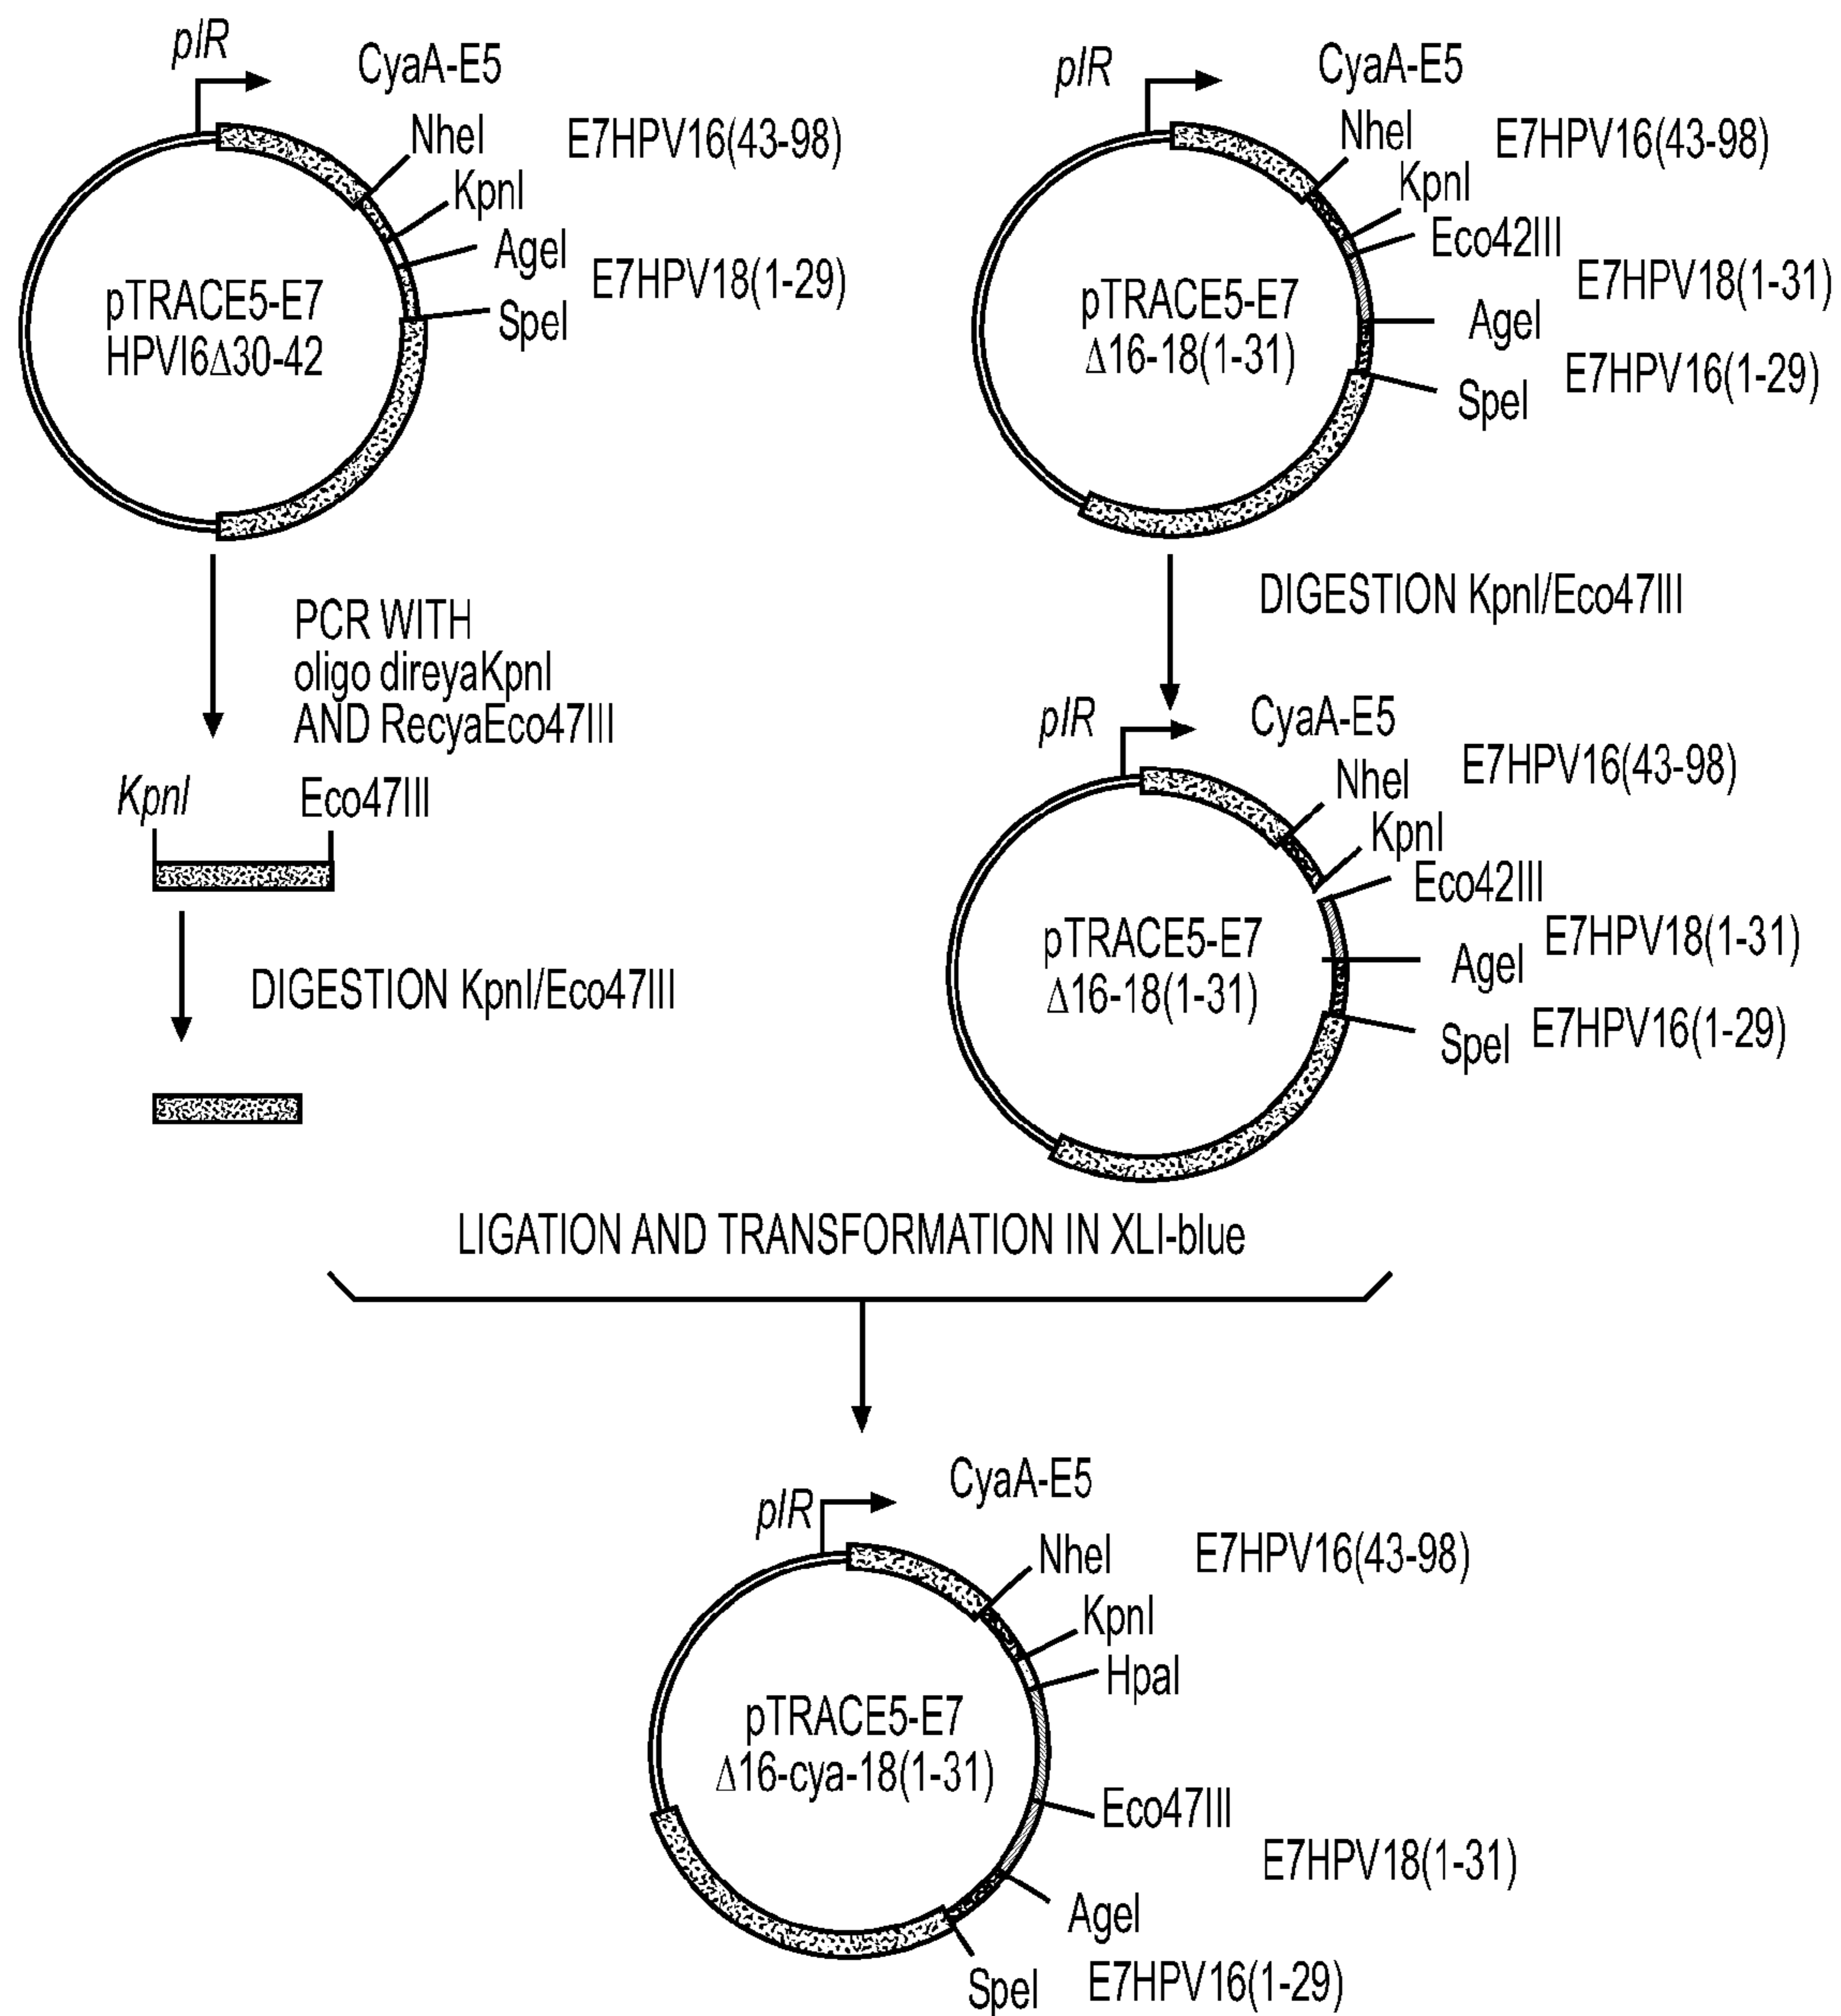 pIR
CyaA-E5
NheI
E7HPV16(43-98)
KpnI
AgeI
E7HPV18(1-29)
SpeI
pTRACE5-E7
HPVI6Δ30-42
PCR WITH
oligo direyaKpnI
AND RecyaEco47III
KpnI
Eco47III
DIGESTION KpnI/Eco47III
pIR
CyaA-E5
NheI
E7HPV16(43-98)
KpnI
Eco42III
E7HPV18(1-31)
AgeI
E7HPV16(1-29)
SpeI
pTRACE5-E7
Δ16-18(1-31)
DIGESTION KpnI/Eco47III
pIR
CyaA-E5
NheI
E7HPV16(43-98)
KpnI
Eco42III
E7HPV18(1-31)
AgeI
E7HPV16(1-29)
SpeI
pTRACE5-E7
Δ16-18(1-31)
LIGATION AND TRANSFORMATION IN XLI-blue
pIR
CyaA-E5
NheI
E7HPV16(43-98)
KpnI
HpaI
pTRACE5-E7
Δ16-cya-18(1-31)
Eco47III
E7HPV18(1-31)
AgeI
SpeI
E7HPV16(1-29)